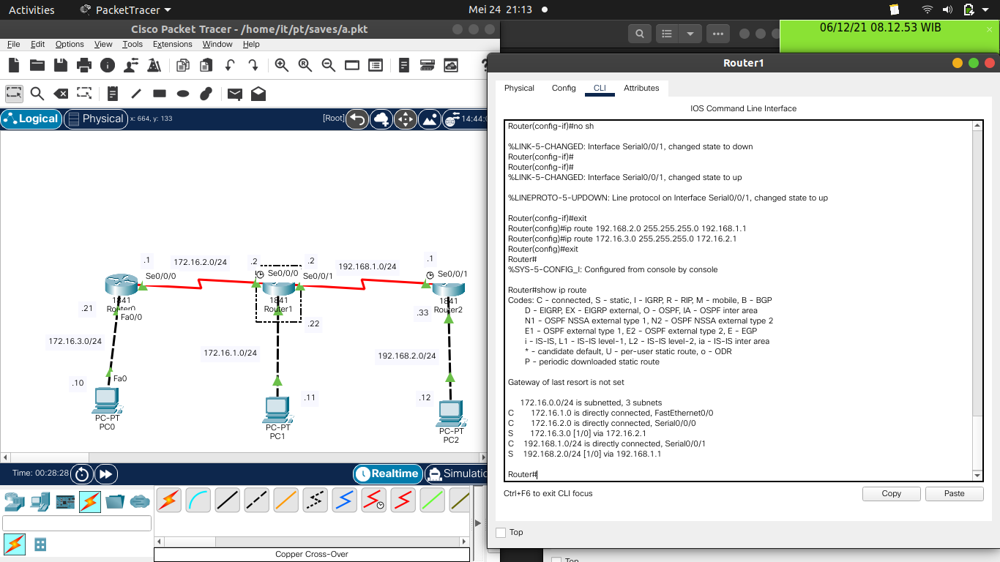 Activities
PacketTracer
Mei 24 21:13
Cisco Packet Tracer - /home/it/pt/saves/a.pkt
File Edit Options View Tools Extensions Window Help
Logical
Physical
x: 664, y: 133
[Root]
14:44:
.1
172.16.2.0/24
.2
.2
192.168.1.0/24
.1
Se0/0/0
Se0/0/0
Se0/0/1
Se0/0/1
1841
Router0
1841
Router1
1841
Router2
.21
Fa0/0
.22
.33
172.16.3.0/24
172.16.1.0/24
192.168.2.0/24
.10
Fa0
.11
.12
PC-PT
PC0
PC-PT
PC1
PC-PT
PC2
Time: 00:28:28
Realtime
Simulatio
Copper Cross-Over
06/12/21 08.12.53 WIB
Router1
Physical Config CLI Attributes
IOS Command Line Interface
Router(config-if)#no sh
%LINK-5-CHANGED: Interface Serial0/0/1, changed state to down
Router(config-if)#
Router(config-if)#
%LINK-5-CHANGED: Interface Serial0/0/1, changed state to up
%LINEPROTO-5-UPDOWN: Line protocol on Interface Serial0/0/1, changed state to up
Router(config-if)#exit
Router(config)#ip route 192.168.2.0 255.255.255.0 192.168.1.1
Router(config)#ip route 172.16.3.0 255.255.255.0 172.16.2.1
Router(config)#exit
Router#
%SYS-5-CONFIG_I: Configured from console by console
Router#show ip route
Codes: C - connected, S - static, I - IGRP, R - RIP, M - mobile, B - BGP
D - EIGRP, EX - EIGRP external, O - OSPF, IA - OSPF inter area
N1 - OSPF NSSA external type 1, N2 - OSPF NSSA external type 2
E1 - OSPF external type 1, E2 - OSPF external type 2, E - EGP
i - IS-IS, L1 - IS-IS level-1, L2 - IS-IS level-2, ia - IS-IS inter area
* - candidate default, U - per-user static route, o - ODR
P - periodic downloaded static route
Gateway of last resort is not set
172.16.0.0/24 is subnetted, 3 subnets
C 172.16.1.0 is directly connected, FastEthernet0/0
C 172.16.2.0 is directly connected, Serial0/0/0
S 172.16.3.0 [1/0] via 172.16.2.1
C 192.168.1.0/24 is directly connected, Serial0/0/1
S 192.168.2.0/24 [1/0] via 192.168.1.1
Router#
Ctrl+F6 to exit CLI focus
Copy
Paste
Top
Top